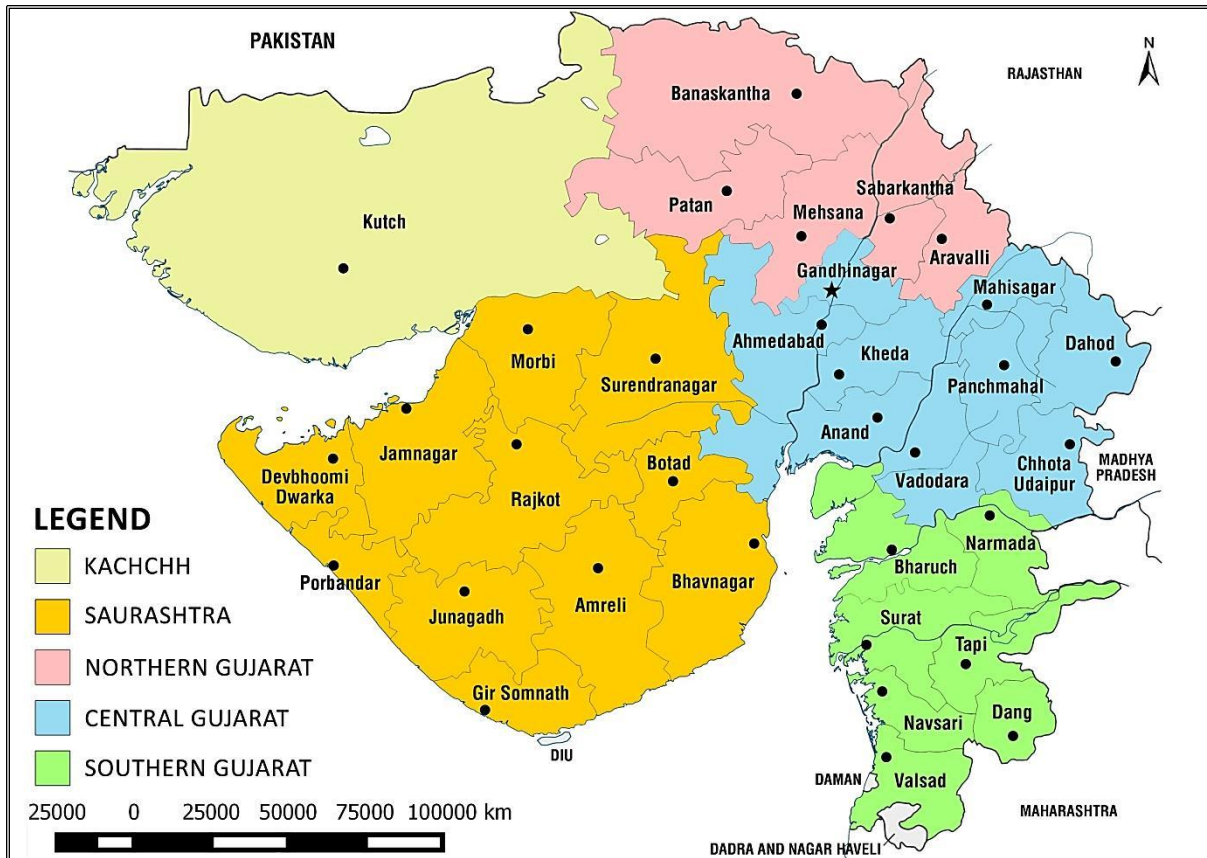 PAKISTAN
N
RAJASTHAN
Banaskantha
Patan
Mehsana
Sabarkantha
Aravalli
Kutch
Gandhinagar
Mahisagar
Ahmedabad
Kheda
Dahod
Panchmahal
Morbi
Surendranagar
Anand
Vadodara
Chhota
Udaipur
MADHYA
PRADESH
Jamnagar
Devbhoomi
Dwarka
Rajkot
Botad
Porbandar
Junagadh
Amreli
Bhavnagar
Gir Somnath
DIU
Narmada
Bharuch
Surat
Tapi
Navsari
Dang
DAMAN
Valsad
MAHARASHTRA
DADRA AND NAGAR HAVELI
LEGEND
KACHCHH
SAURASHTRA
NORTHERN GUJARAT
CENTRAL GUJARAT
SOUTHERN GUJARAT
25000 0 25000 50000 75000 100000 km